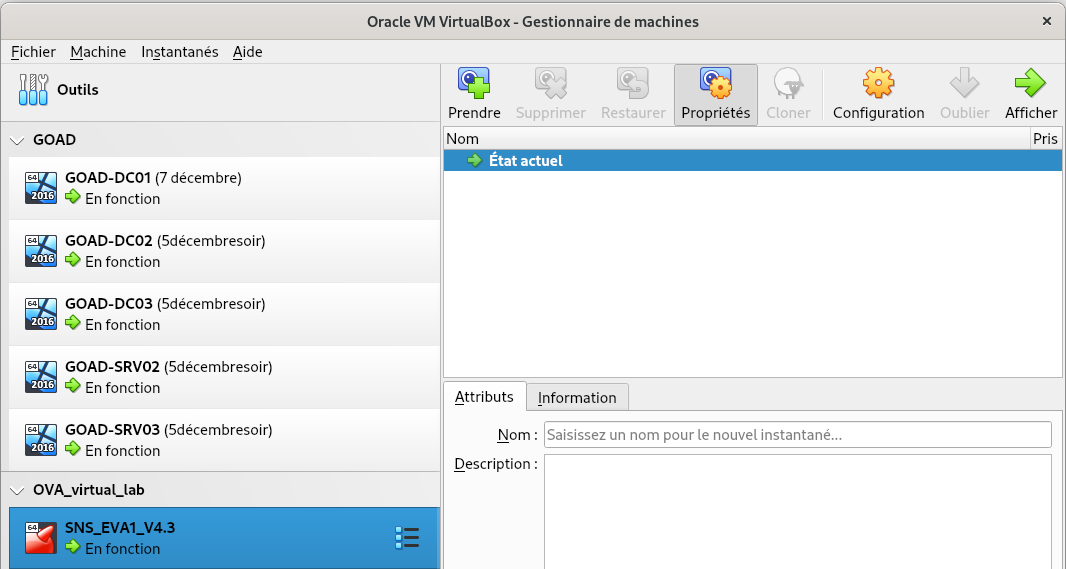 Oracle VM VirtualBox - Gestionnaire de machines
Fichier Machine Instantanés Aide
Outils
Prendre Supprimer Restaurer Propriétés Cloner Configuration Oublier Afficher
Nom Pris
État actuel
GOAD
64 2016 GOAD-DC01 (7 décembre)
En fonction
64 2016 GOAD-DC02 (5décembresoir)
En fonction
64 2016 GOAD-DC03 (5décembresoir)
En fonction
64 2016 GOAD-SRV02 (5décembresoir)
En fonction
64 2016 GOAD-SRV03 (5décembresoir)
En fonction
OVA_virtual_lab
64 SNS_EVA1_V4.3
En fonction
Attributs Information
Nom : Saisissez un nom pour le nouvel instantané...
Description :